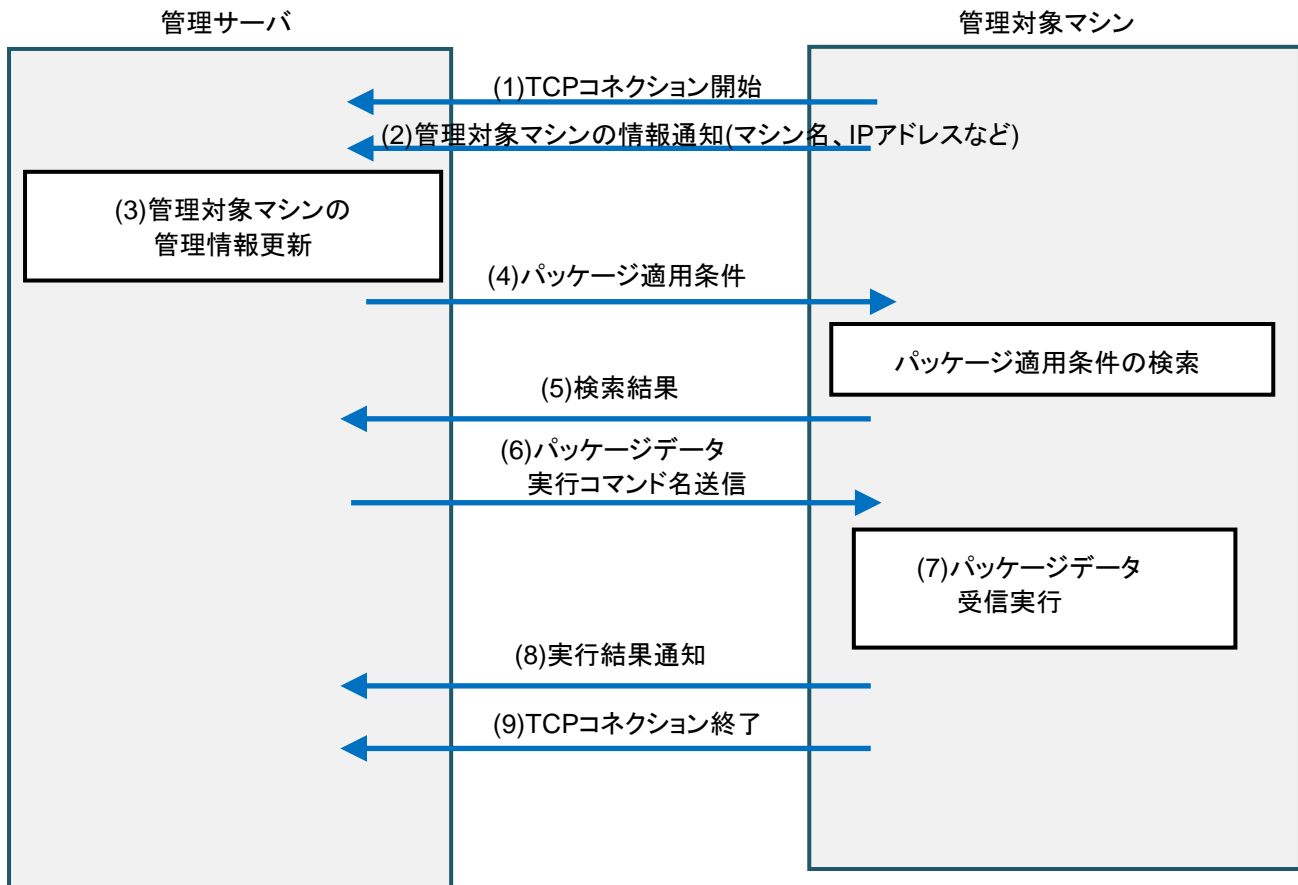 管理サーバ
管理対象マシン
(1)TCPコネクション開始
(2)管理対象マシンの情報通知(マシン名、IPアドレスなど)
(3)管理対象マシンの
管理情報更新
(4)パッケージ適用条件
パッケージ適用条件の検索
(5)検索結果
(6)パッケージデータ
実行コマンド名送信
(7)パッケージデータ
受信実行
(8)実行結果通知
(9)TCPコネクション終了